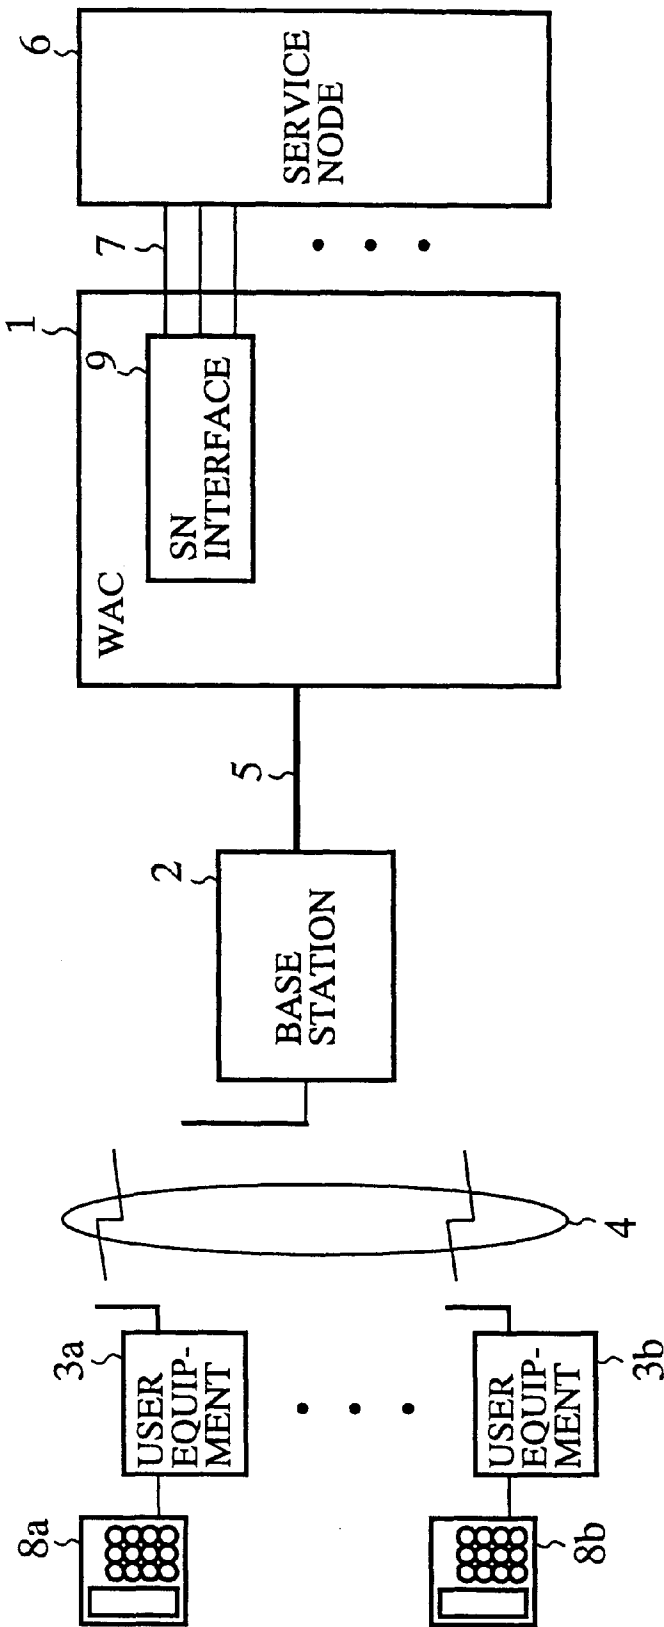 8a
3a
USER
EQUIP-
MENT
8b
3b
USER
EQUIP-
MENT
4
2
BASE
STATION
5
1
WAC
9
SN
INTERFACE
7
6
SERVICE
NODE